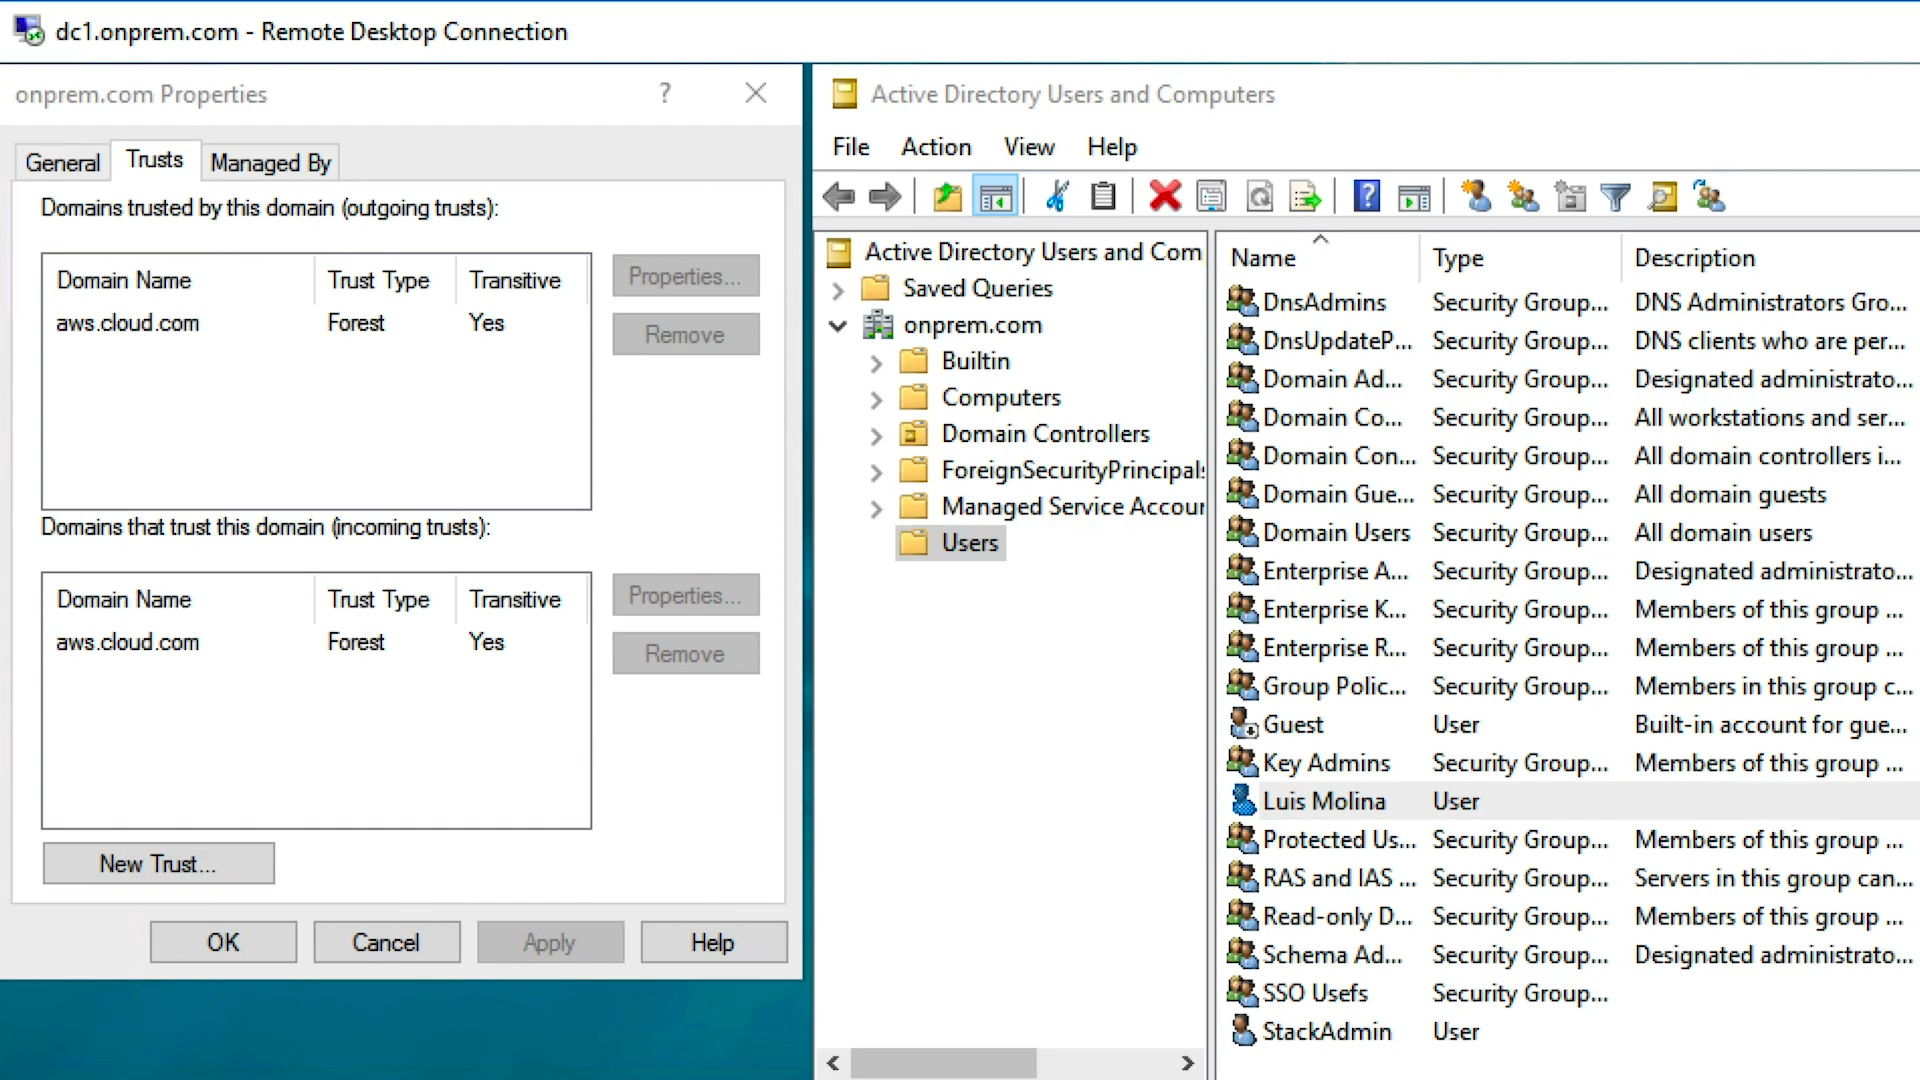 dc1.onprem.com - Remote Desktop Connection
onprem.com Properties
?
General Trusts Managed By
Domains trusted by this domain (outgoing trusts):
Domain Name Trust Type Transitive
aws.cloud.com Forest Yes
Properties...
Remove
Domains that trust this domain (incoming trusts):
Domain Name Trust Type Transitive
aws.cloud.com Forest Yes
Properties...
Remove
New Trust...
OK Cancel Apply Help
Active Directory Users and Computers
File Action View Help
Active Directory Users and Com
Saved Queries
onprem.com
Builtin
Computers
Domain Controllers
ForeignSecurityPrincipals
Managed Service Accour
Users
Name Type Description
DnsAdmins Security Group... DNS Administrators Gro...
DnsUpdateP... Security Group... DNS clients who are per...
Domain Ad... Security Group... Designated administrato...
Domain Co... Security Group... All workstations and ser...
Domain Con... Security Group... All domain controllers i...
Domain Gue... Security Group... All domain guests
Domain Users Security Group... All domain users
Enterprise A... Security Group... Designated administrato...
Enterprise K... Security Group... Members of this group ...
Enterprise R... Security Group... Members of this group ...
Group Polic... Security Group... Members in this group c...
Guest User Built-in account for gue...
Key Admins Security Group... Members of this group ...
Luis Molina User
Protected Us... Security Group... Members of this group ...
RAS and IAS ... Security Group... Servers in this group can...
Read-only D... Security Group... Members of this group ...
Schema Ad... Security Group... Designated administrato...
SSO Usefs Security Group...
StackAdmin User